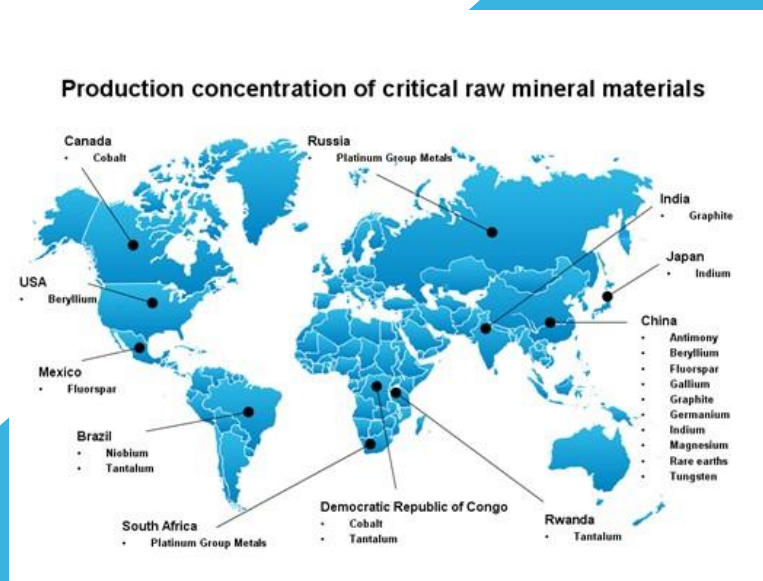 Production concentration of critical raw mineral materials
Canada
• Cobalt
Russia
• Platinum Group Metals
India
• Graphite
Japan
• Indium
USA
• Beryllium
China
• Antimony
• Beryllium
• Fluorspar
• Gallium
• Graphite
• Germanium
• Indium
• Magnesium
• Rare earths
• Tungsten
Mexico
• Fluorspar
Brazil
• Niobium
• Tantalum
South Africa
• Platinum Group Metals
Democratic Republic of Congo
• Cobalt
• Tantalum
Rwanda
• Tantalum